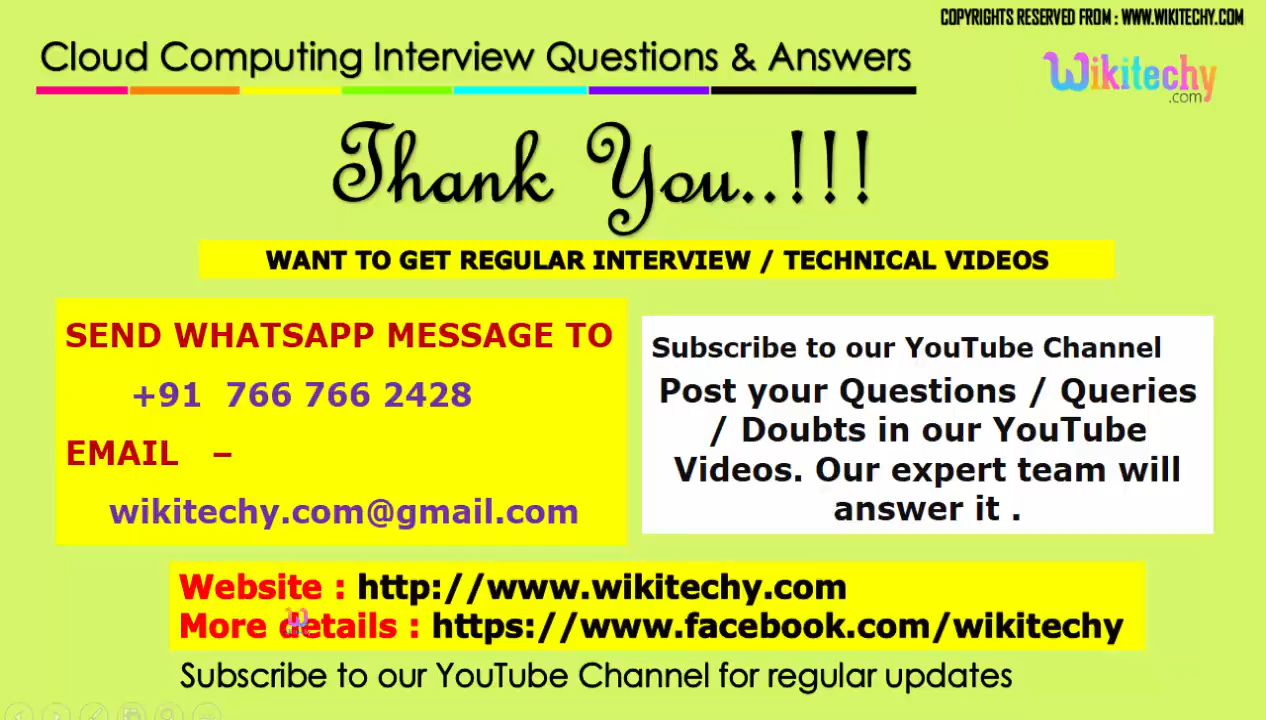 COPYRIGHTS RESERVED FROM : WWW.WIKITECHY.COM
Cloud Computing Interview Questions & Answers
Wikitechy
.com
Thank You..!!!
WANT TO GET REGULAR INTERVIEW / TECHNICAL VIDEOS
SEND WHATSAPP MESSAGE TO
+91 766 766 2428
EMAIL –
wikitechy.com@gmail.com
Subscribe to our YouTube Channel
Post your Questions / Queries
/ Doubts in our YouTube
Videos. Our expert team will
answer it .
Website : http://www.wikitechy.com
More details : https://www.facebook.com/wikitechy
Subscribe to our YouTube Channel for regular updates